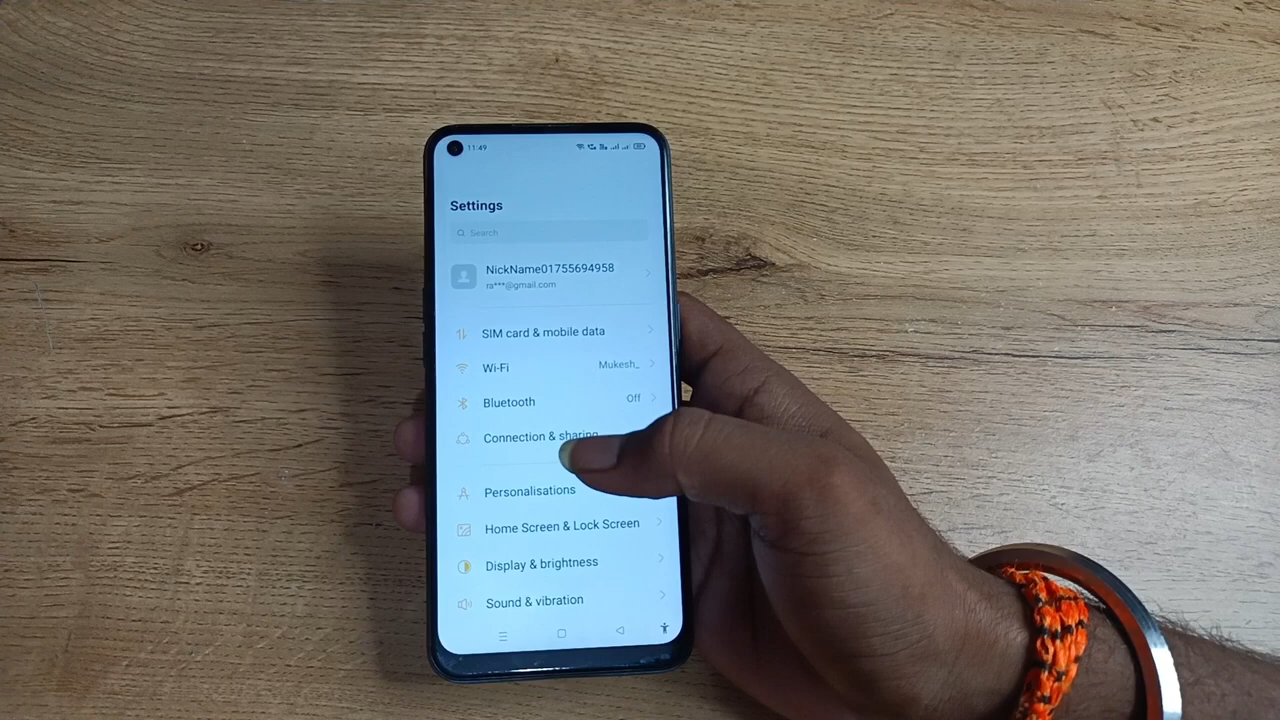 11:49
Settings
Search
NickName01755694958
ra***@gmail.com
SIM card & mobile data
Wi-Fi Mukesh_
Bluetooth Off
Connection & sharing
Personalisations
Home Screen & Lock Screen
Display & brightness
Sound & vibration